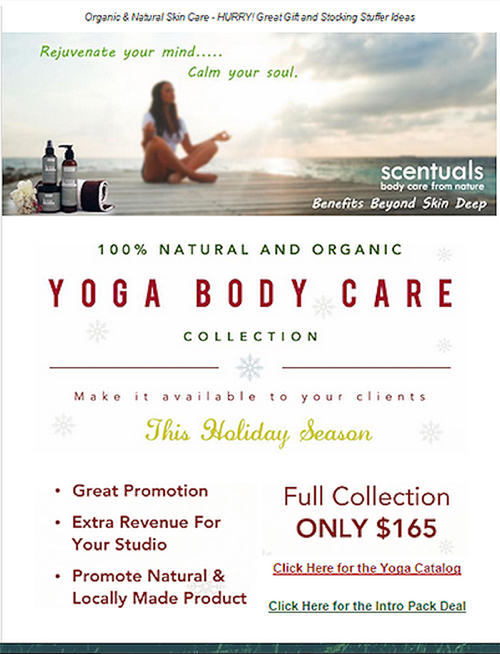 Organic & Natural Skin Care - HURRY! Great Gift and Stocking Stuffer Ideas
Rejuvenate your mind.....
Calm your soul.
scentuals
body care from nature
Benefits Beyond Skin Deep
100% NATURAL AND ORGANIC
YOGA BODY CARE
COLLECTION
Make it available to your clients
This Holiday Season
• Great Promotion
• Extra Revenue For
Your Studio
• Promote Natural &
Locally Made Product
Full Collection
ONLY $165
Click Here for the Yoga Catalog
Click Here for the Intro Pack Deal